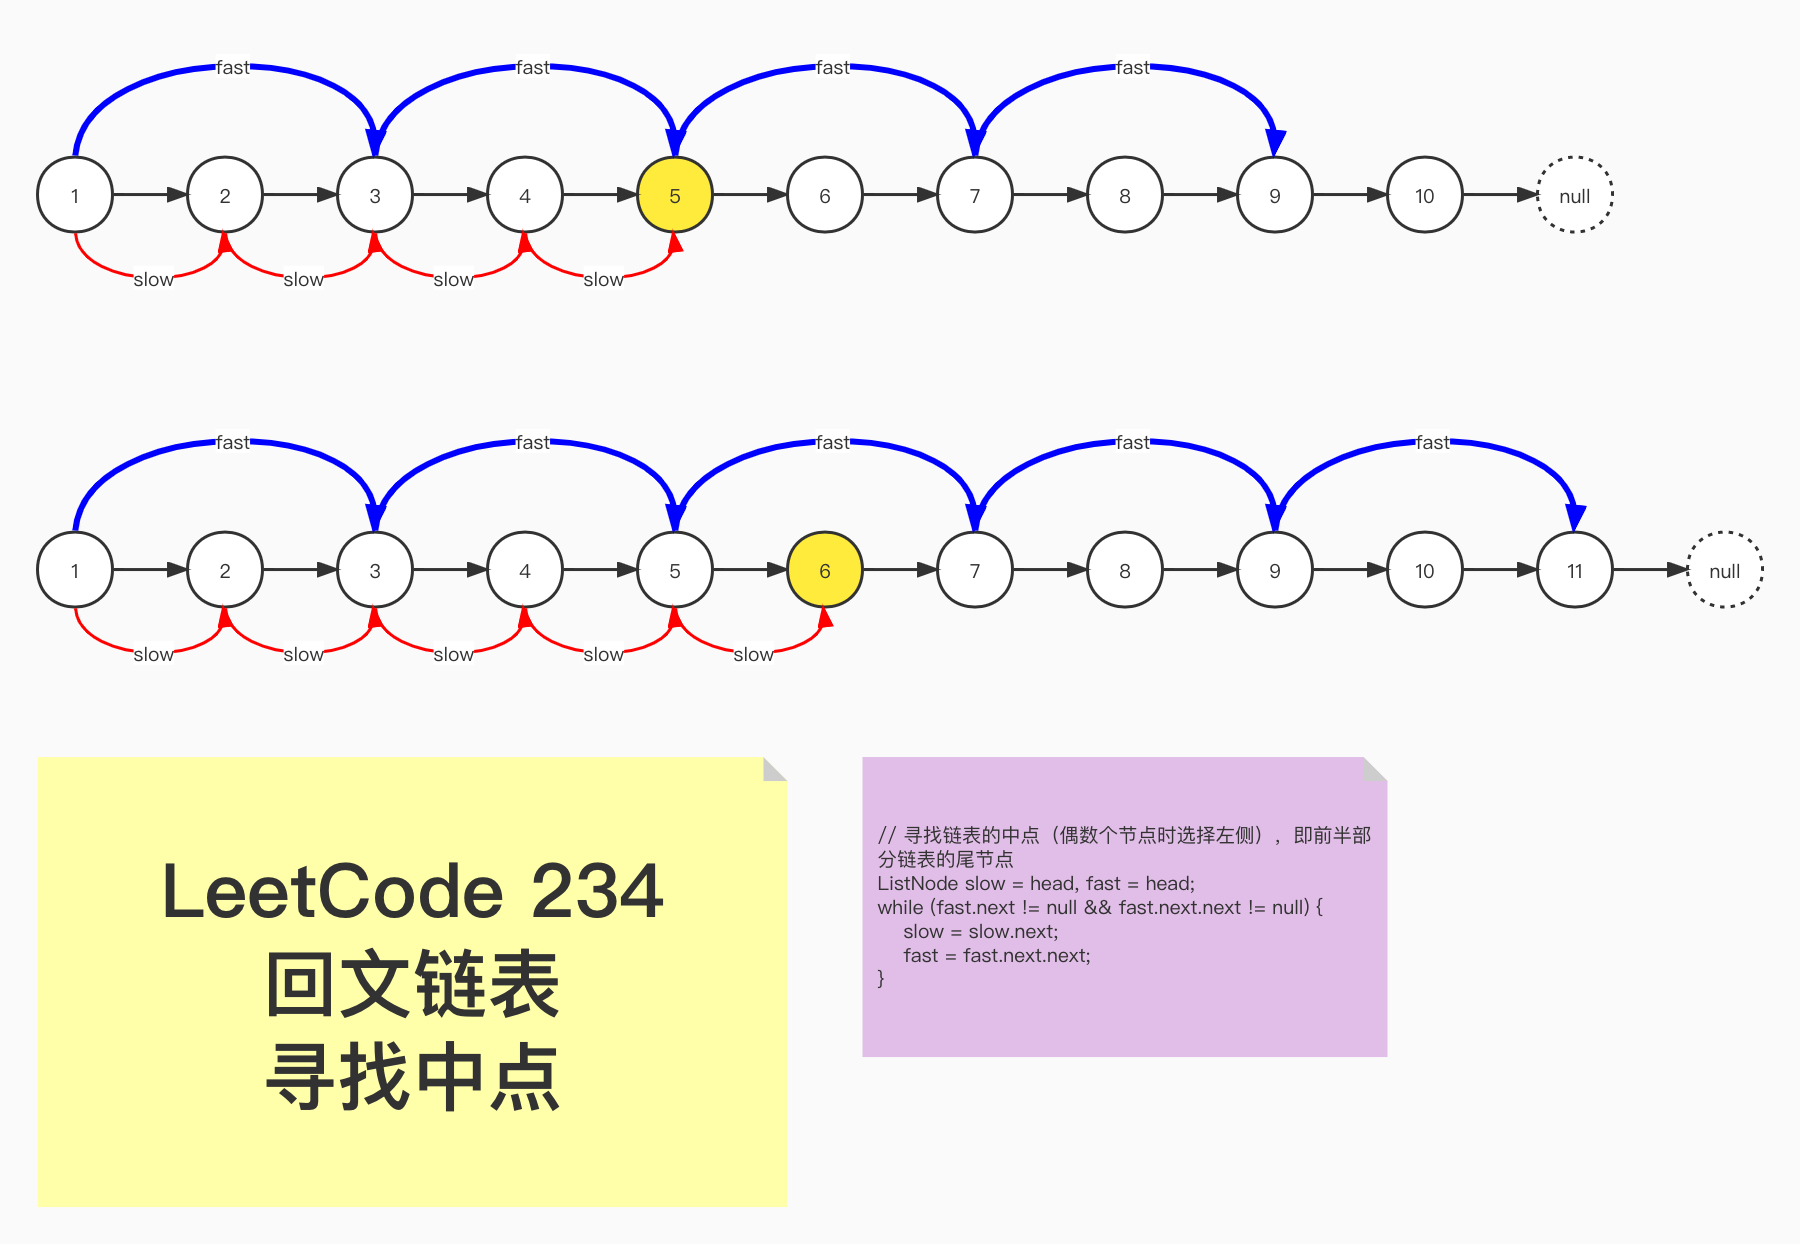 fast fast fast fast
1 2 3 4 5 6 7 8 9 10 null
slow slow slow slow
fast fast fast fast fast
1 2 3 4 5 6 7 8 9 10 11 null
slow slow slow slow slow
LeetCode 234
回文链表
寻找中点
// 寻找链表的中点（偶数个节点时选择左侧），即前半部
分链表的尾节点
ListNode slow = head, fast = head;
while (fast.next != null && fast.next.next != null) {
    slow = slow.next;
    fast = fast.next.next;
}